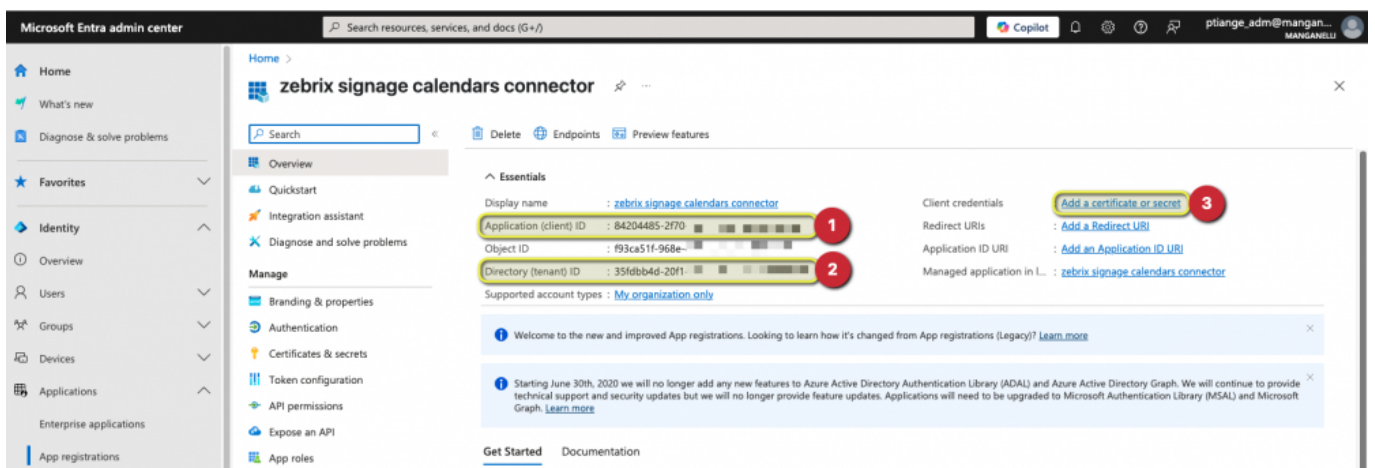 Microsoft Entra admin center
Search resources, services, and docs (G+/)
Copilot
ptiange_adm@mangan...
MANGANELLI
Home
What's new
Diagnose & solve problems
Favorites
Identity
Overview
Users
Groups
Devices
Applications
Enterprise applications
App registrations
Home >
zebrix signage calendars connector
Search
Overview
Quickstart
Integration assistant
Diagnose and solve problems
Manage
Branding & properties
Authentication
Certificates & secrets
Token configuration
API permissions
Expose an API
App roles
Delete
Endpoints
Preview features
Essentials
Display name : zebrix signage calendars connector
Application (client) ID : 84204485-2f70
1
Object ID : f93ca51f-968e-
Directory (tenant) ID : 35fdbb4d-20f1-
2
Supported account types : My organization only
Client credentials : Add a certificate or secret
3
Redirect URIs : Add a Redirect URI
Application ID URI : Add an Application ID URI
Managed application in l... : zebrix signage calendars connector
Welcome to the new and improved App registrations. Looking to learn how it's changed from App registrations (Legacy)? Learn more
Starting June 30th, 2020 we will no longer add any new features to Azure Active Directory Authentication Library (ADAL) and Azure Active Directory Graph. We will continue to provide
technical support and security updates but we will no longer provide feature updates. Applications will need to be upgraded to Microsoft Authentication Library (MSAL) and Microsoft
Graph. Learn more
Get Started
Documentation